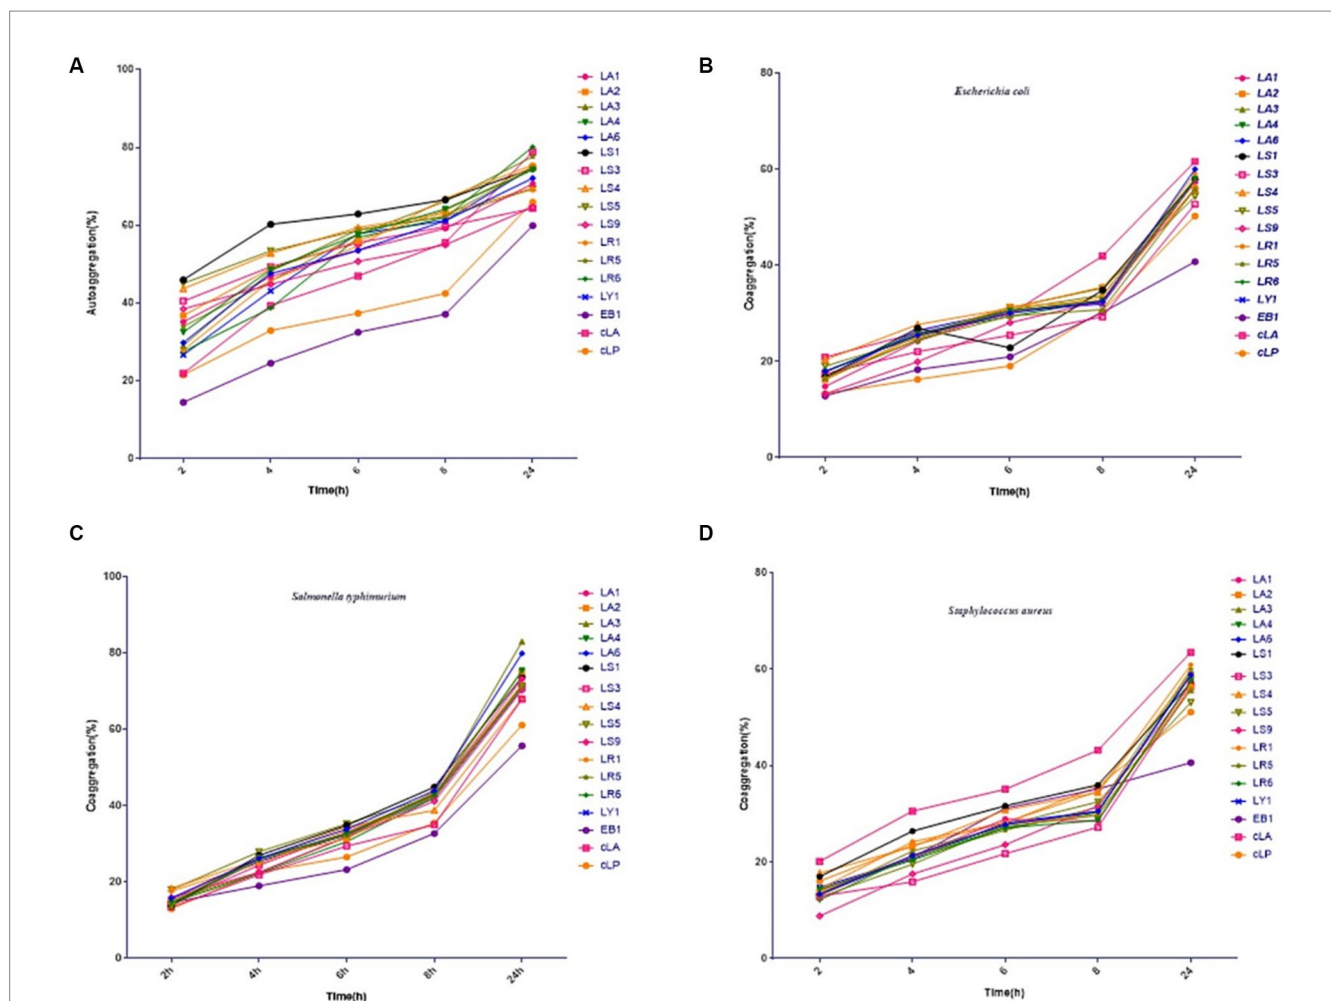 A
Autoaggregation(%)
100
80
60
40
20
0
2
4
6
8
24
Time(h)
LA1
LA2
LA3
LA4
LA6
LS1
LS3
LS4
LS5
LS9
LR1
LR5
LR6
LY1
EB1
cLA
cLP
B
Escherichia coli
Coaggregation(%)
80
60
40
20
0
2
4
6
8
24
Time(h)
LA1
LA2
LA3
LA4
LA6
LS1
LS3
LS4
LS5
LS9
LR1
LR5
LR6
LY1
EB1
cLA
cLP
C
Salmonella typhimurium
Coaggregation(%)
100
80
60
40
20
0
2h
4h
6h
8h
24h
Time(h)
LA1
LA2
LA3
LA4
LA6
LS1
LS3
LS4
LS5
LS9
LR1
LR5
LR6
LY1
EB1
cLA
cLP
D
Staphylococcus aureus
Coaggregation(%)
80
60
40
20
0
2
4
6
8
24
Time(h)
LA1
LA2
LA3
LA4
LA6
LS1
LS3
LS4
LS5
LS9
LR1
LR5
LR6
LY1
EB1
cLA
cLP